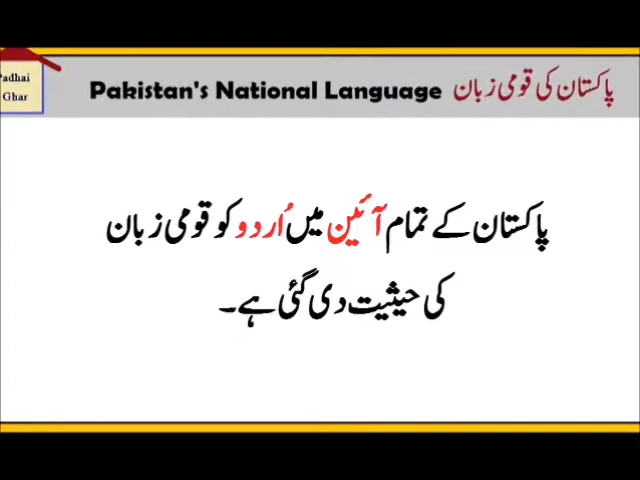 Padhai
Ghar
Pakistan's National Language پاکستان کی قومی زبان
پاکستان کے تمام آئین میں اُردو کو قومی زبان
کی حیثیت دی گئی ہے۔